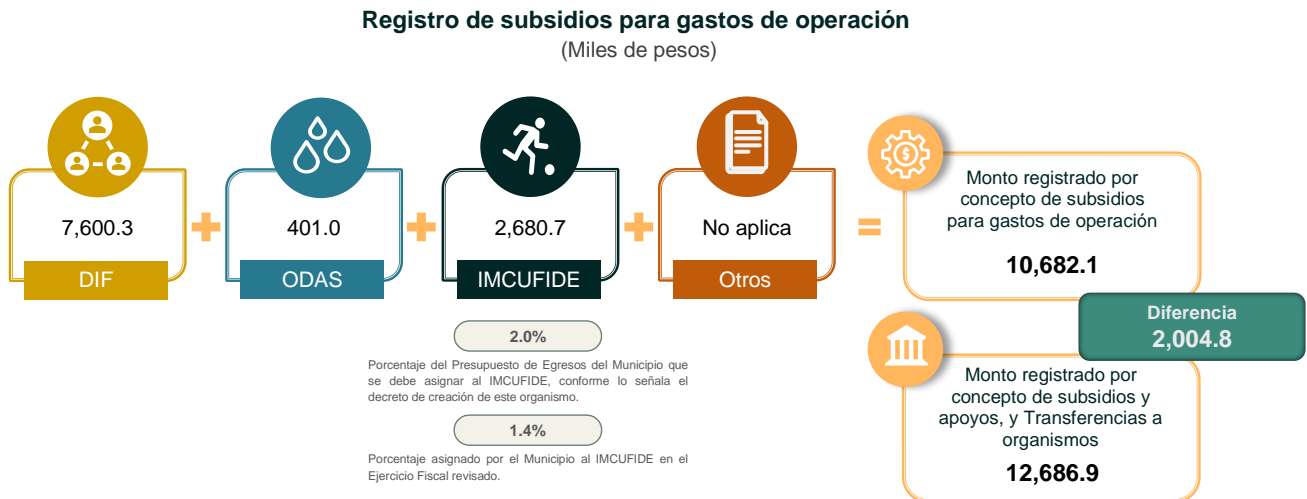 Registro de subsidios para gastos de operación
(Miles de pesos)
7,600.3
DIF
401.0
ODAS
2,680.7
IMCUFIDE
No aplica
Otros
Monto registrado por
concepto de subsidios
para gastos de operación
10,682.1
Diferencia
2,004.8
Monto registrado por
concepto de subsidios y
apoyos, y Transferencias a
organismos
12,686.9
2.0%
Porcentaje del Presupuesto de Egresos del Municipio que
se debe asignar al IMCUFIDE, conforme lo señala el
decreto de creación de este organismo.
1.4%
Porcentaje asignado por el Municipio al IMCUFIDE en el
Ejercicio Fiscal revisado.